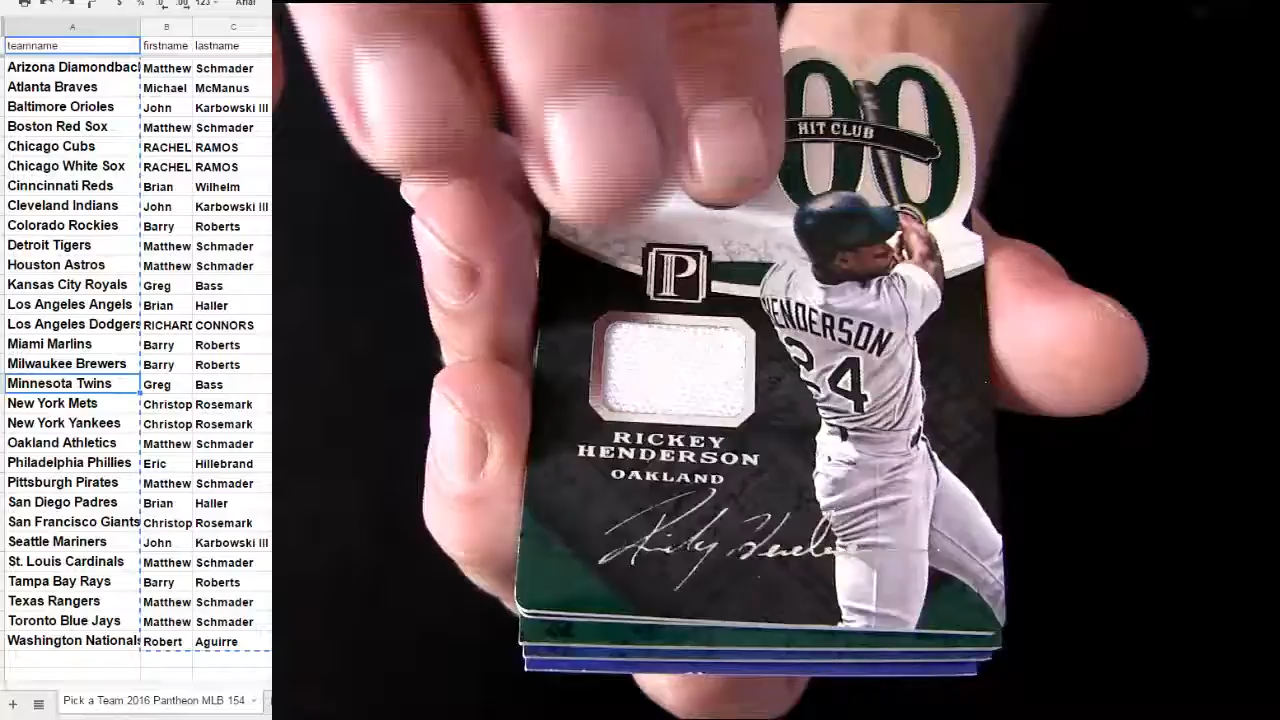 $ % .0 .00 123 Arial
A B C
teamname firstname lastname
Arizona Diamondbac Matthew Schmader
Atlanta Braves Michael McManus
Baltimore Orioles John Karbowski III
Boston Red Sox Matthew Schmader
Chicago Cubs RACHEL RAMOS
Chicago White Sox RACHEL RAMOS
Cinncinnati Reds Brian Wilhelm
Cleveland Indians John Karbowski III
Colorado Rockies Barry Roberts
Detroit Tigers Matthew Schmader
Houston Astros Matthew Schmader
Kansas City Royals Greg Bass
Los Angeles Angels Brian Haller
Los Angeles Dodgers RICHARD CONNORS
Miami Marlins Barry Roberts
Milwaukee Brewers Barry Roberts
Minnesota Twins Greg Bass
New York Mets Christop Rosemark
New York Yankees Christop Rosemark
Oakland Athletics Matthew Schmader
Philadelphia Phillies Eric Hillebrand
Pittsburgh Pirates Matthew Schmader
San Diego Padres Brian Haller
San Francisco Giants Christop Rosemark
Seattle Mariners John Karbowski III
St. Louis Cardinals Matthew Schmader
Tampa Bay Rays Barry Roberts
Texas Rangers Matthew Schmader
Toronto Blue Jays Matthew Schmader
Washington Nationals Robert Aguirre
Pick a Team 2016 Pantheon MLB 154
00
HIT CLUB
P
HENDERSON
24
RICKEY
HENDERSON
OAKLAND